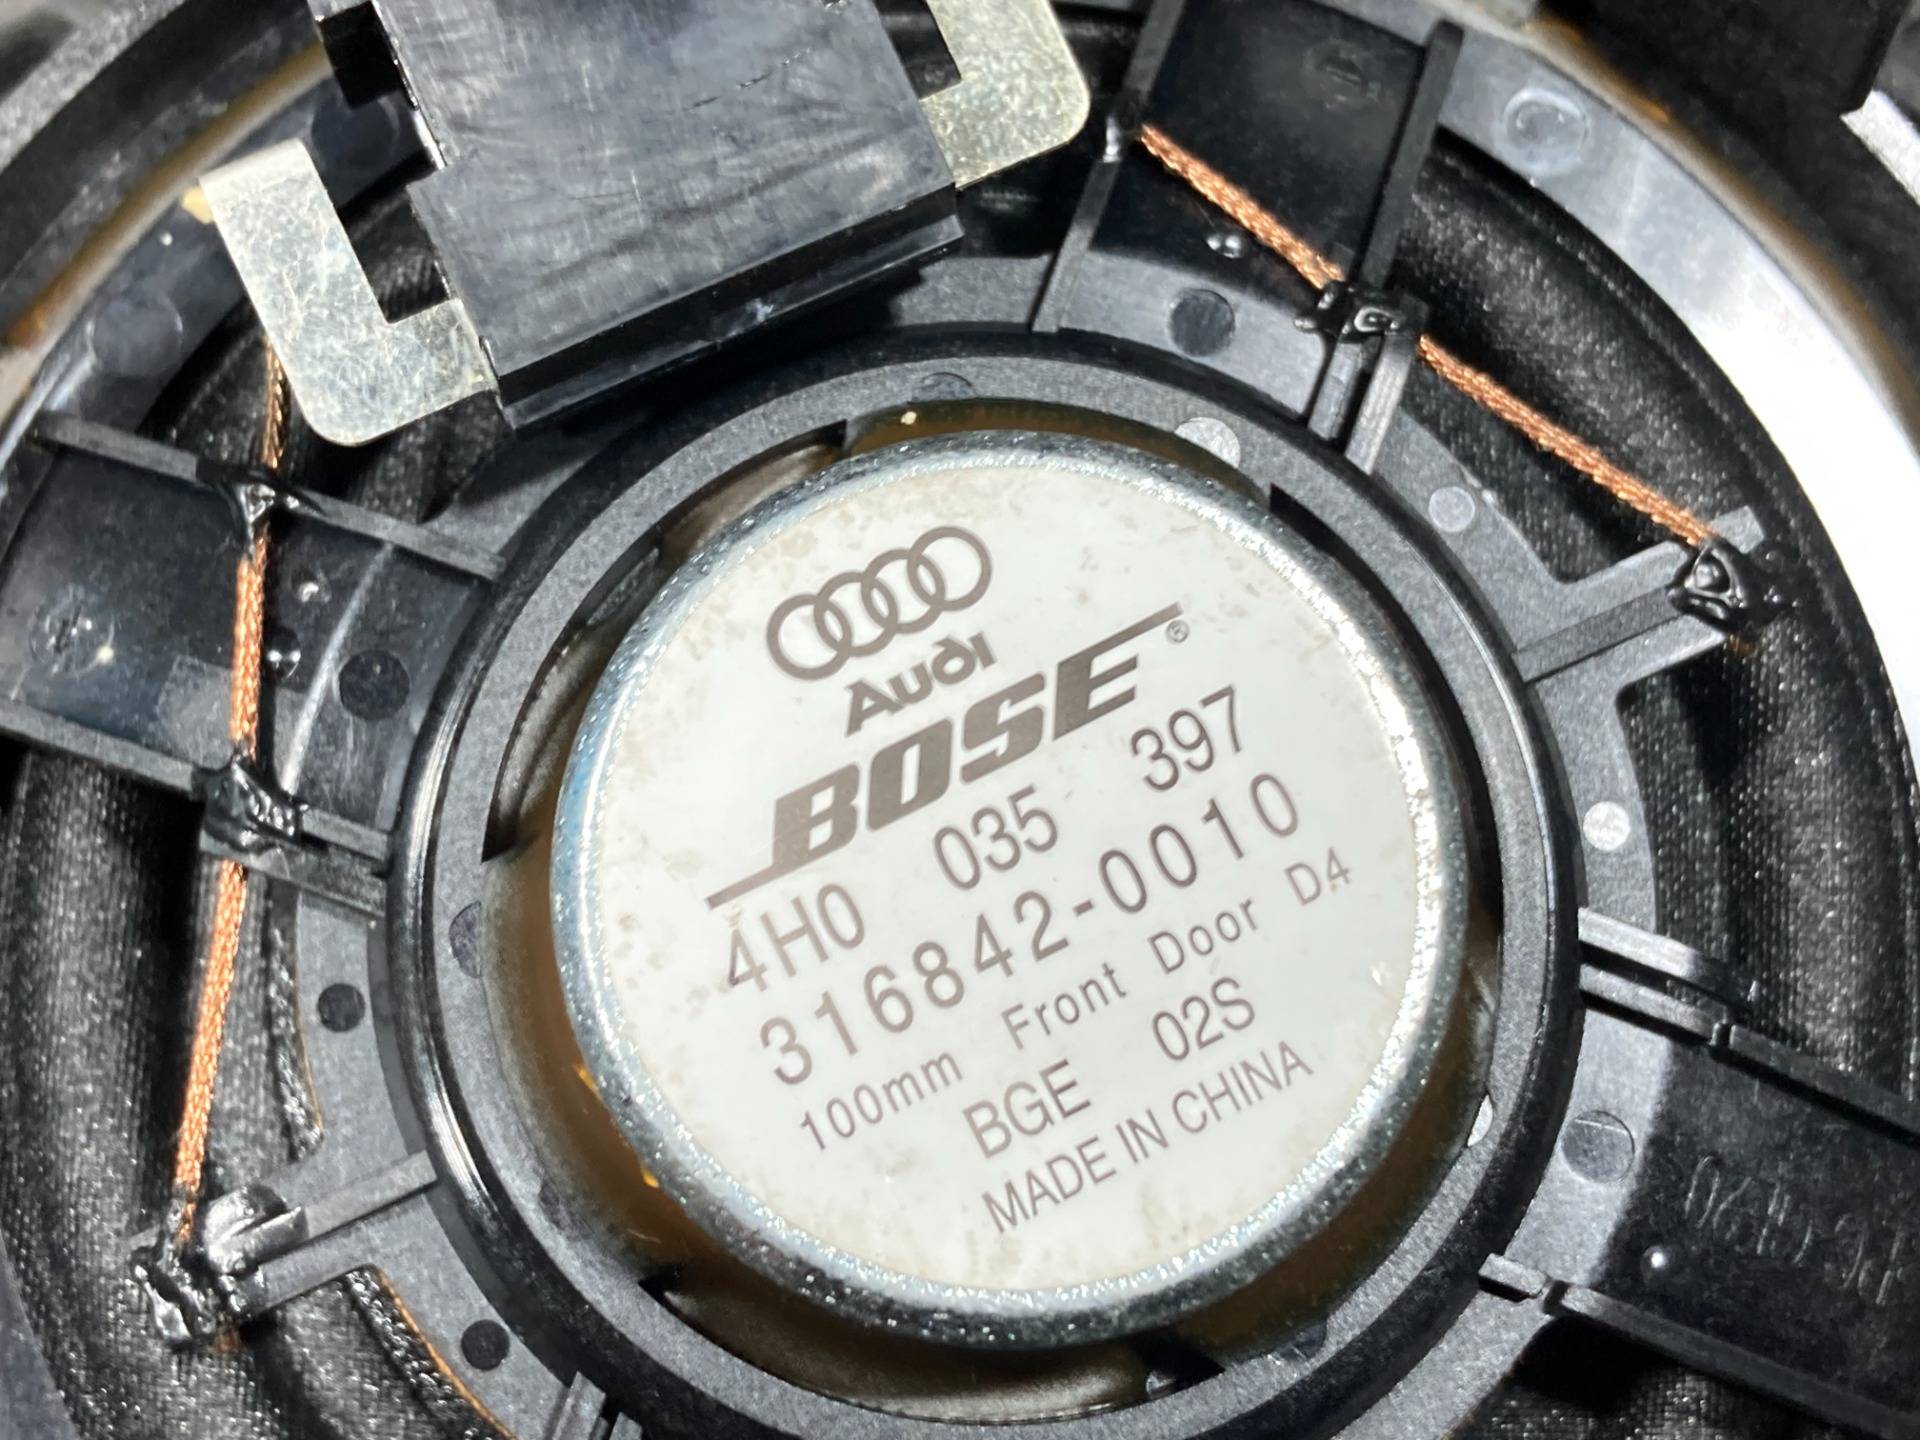 Audi
BOSE®
4H0 035 397
316842-0010
100mm Front Door D4
BGE 02S
MADE IN CHINA